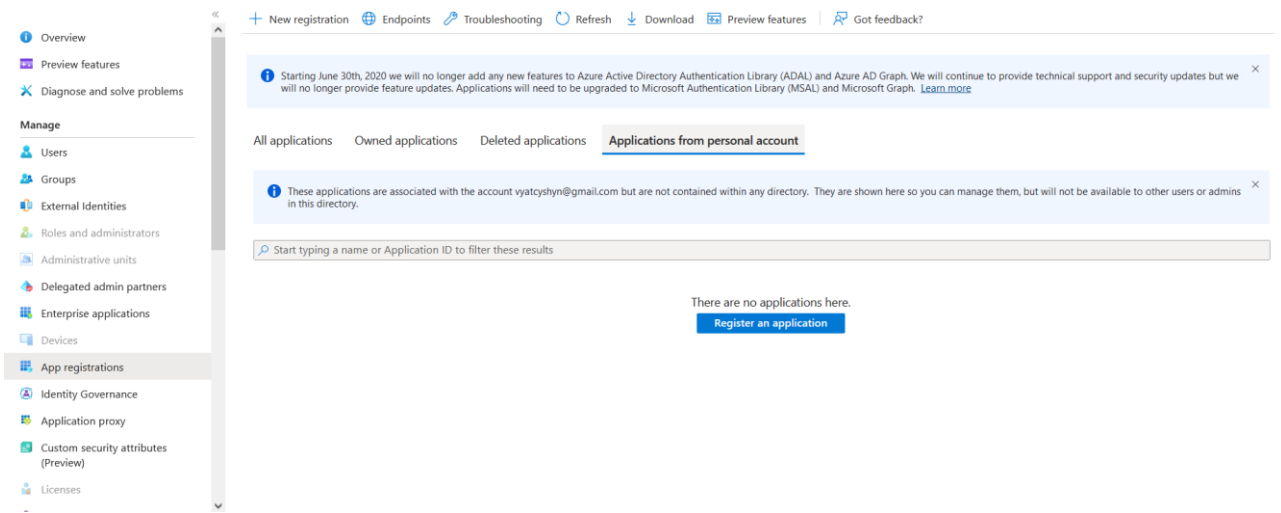 «
Overview
Preview features
Diagnose and solve problems
Manage
Users
Groups
External Identities
Roles and administrators
Administrative units
Delegated admin partners
Enterprise applications
Devices
App registrations
Identity Governance
Application proxy
Custom security attributes
(Preview)
Licenses
New registration Endpoints Troubleshooting Refresh Download Preview features Got feedback?
Starting June 30th, 2020 we will no longer add any new features to Azure Active Directory Authentication Library (ADAL) and Azure AD Graph. We will continue to provide technical support and security updates but we
will no longer provide feature updates. Applications will need to be upgraded to Microsoft Authentication Library (MSAL) and Microsoft Graph. Learn more
All applications Owned applications Deleted applications Applications from personal account
These applications are associated with the account vyatcyshyn@gmail.com but are not contained within any directory. They are shown here so you can manage them, but will not be available to other users or admins
in this directory.
Start typing a name or Application ID to filter these results
There are no applications here.
Register an application